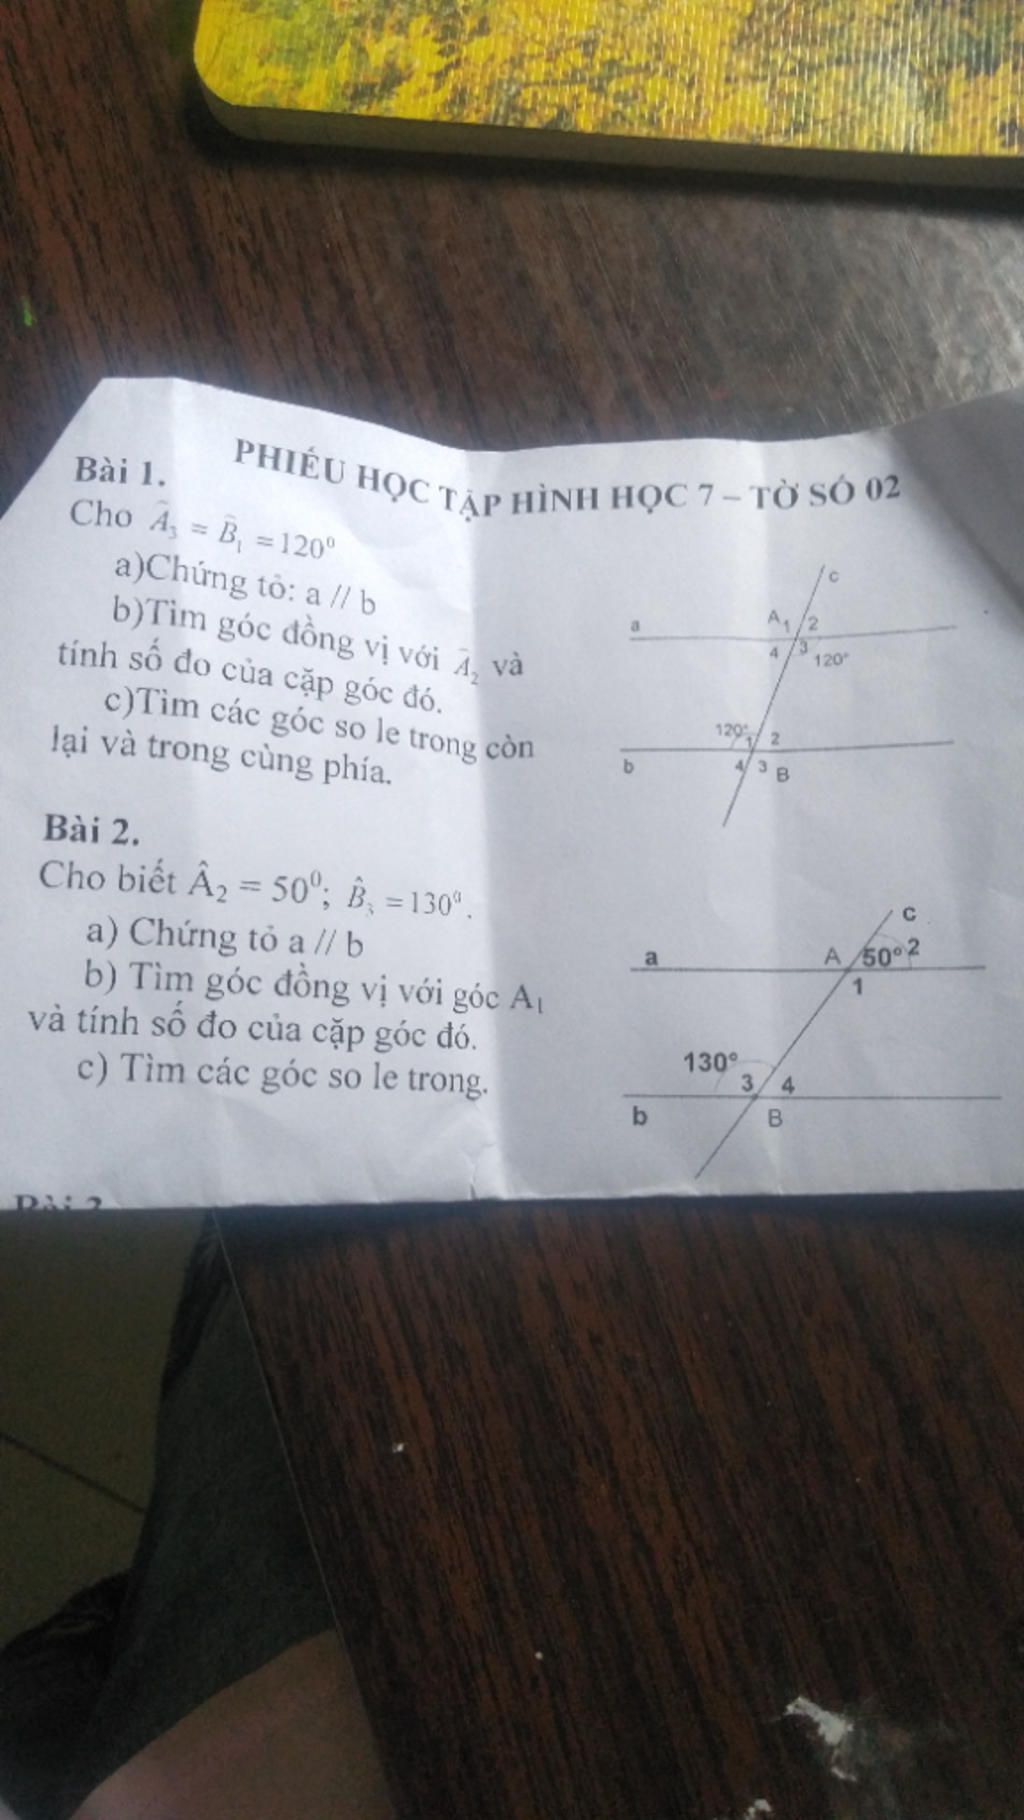 PHIẾU HỌC TẬP HÌNH HỌC 7 – TỜ SỐ 02
Bài 1.
Cho Â₃ = B̂₁ = 120⁰
a)Chứng tỏ: a // b
b)Tìm góc đồng vị với Â₂ và
tính số đo của cặp góc đó.
c)Tìm các góc so le trong còn
lại và trong cùng phía.
c
a
A 1 2
4 3 120°
120° 1 2
b
4 3 B
Bài 2.
Cho biết Â₂ = 50⁰; B̂₃ = 130⁰.
a) Chứng tỏ a // b
b) Tìm góc đồng vị với góc A₁
và tính số đo của cặp góc đó.
c) Tìm các góc so le trong.
c
a A 50° 2
1
130°
3 4
b B